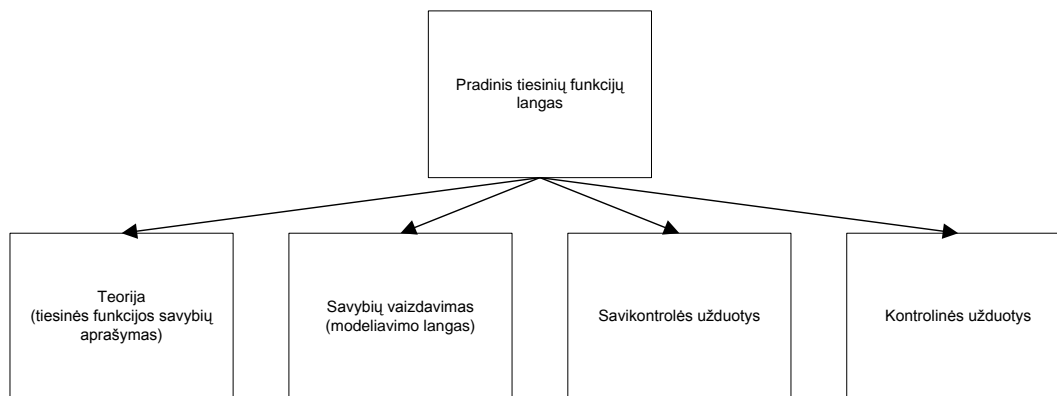 Pradinis tiesinių funkcijų
langas
Teorija
(tiesinės funkcijos savybių
aprašymas)
Savybių vaizdavimas
(modeliavimo langas)
Savikontrolės užduotys
Kontrolinės užduotys